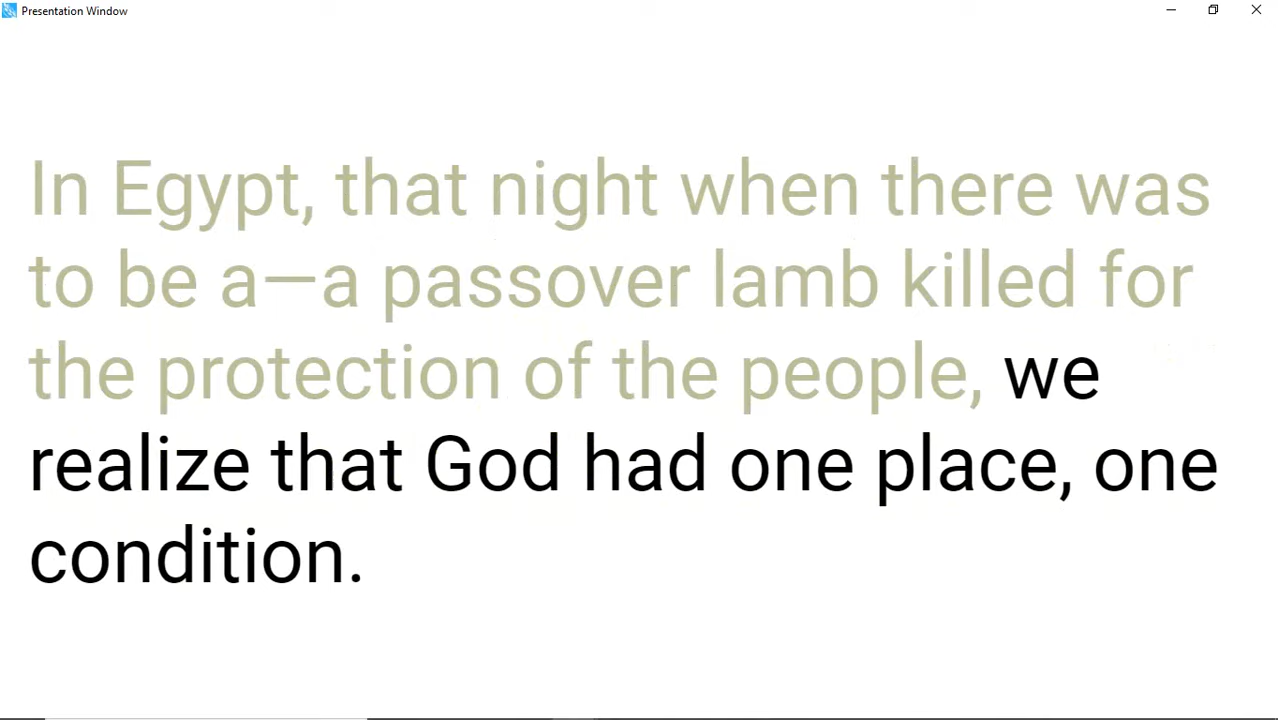 Presentation Window
In Egypt, that night when there was
to be a—a passover lamb killed for
the protection of the people, we
realize that God had one place, one
condition.